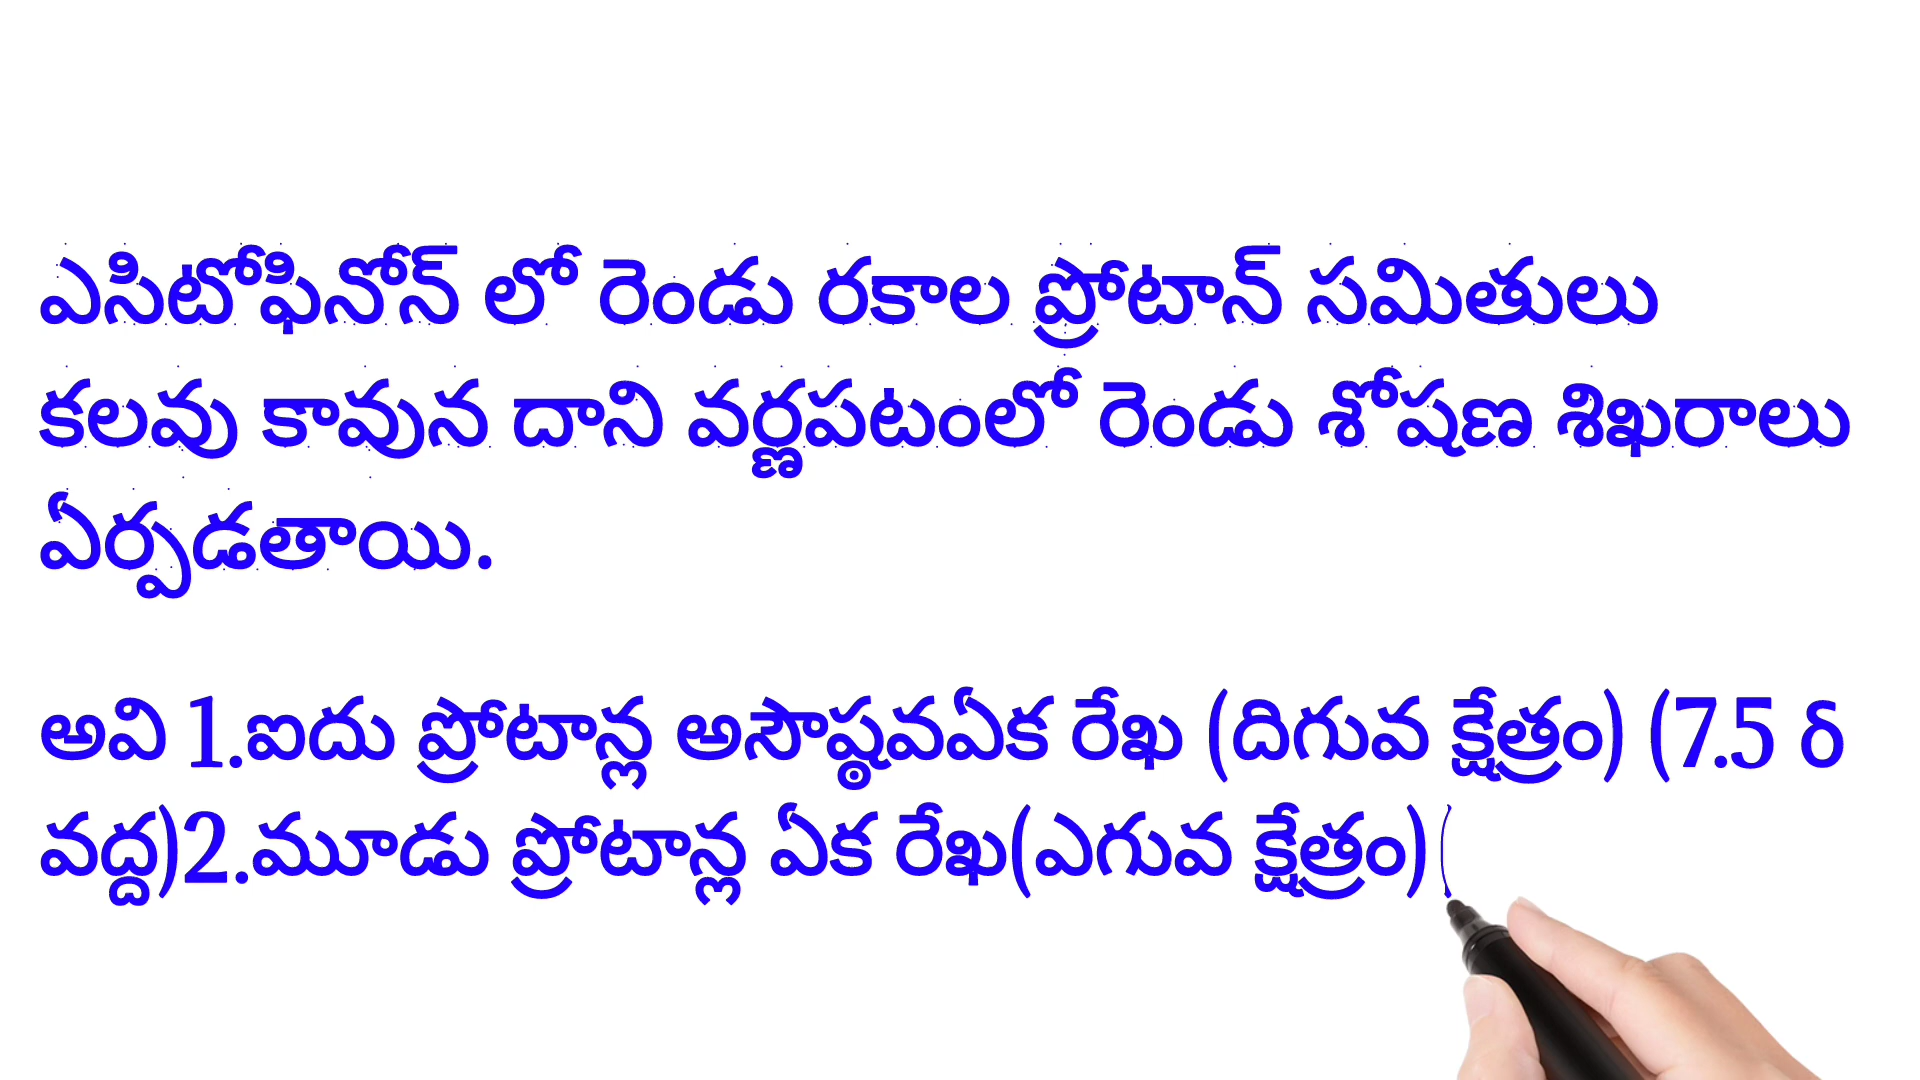 ఎసిటోఫినోన్ లో రెండు రకాల ప్రోటాన్ సమితులు
కలవు కావున దాని వర్ణపటంలో రెండు శోషణ శిఖరాలు
ఏర్పడతాయి.
అవి 1.ఐదు ప్రోటాన్ల అసౌష్ఠవఏక రేఖ (దిగువ క్షేత్రం) (7.5 δ
వద్ద)2.మూడు ప్రోటాన్ల ఏక రేఖ(ఎగువ క్షేత్రం) (